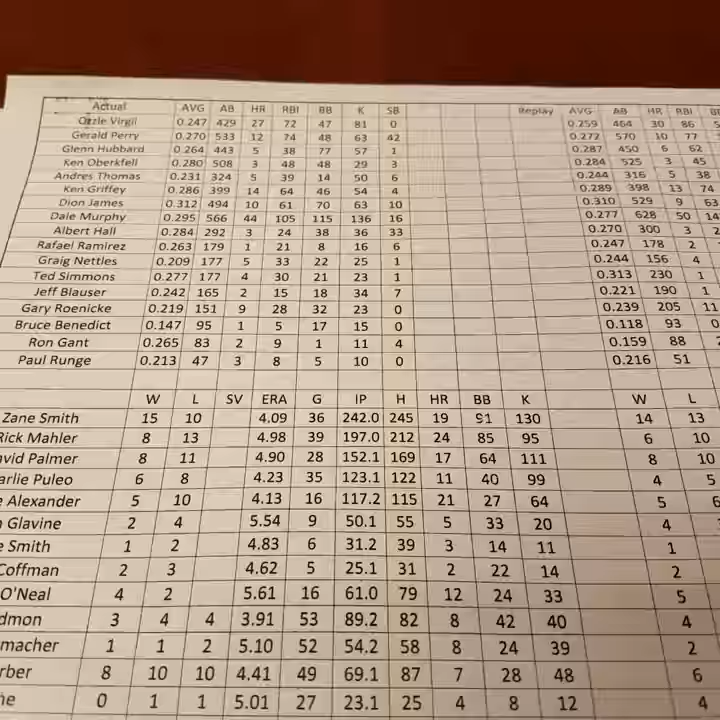 Actual AVG AB HR RBI BB K SB Replay AVG AB HR RBI
Ozzie Virgil 0.247 429 27 72 47 81 0 0.259 464 30 86 5
Gerald Perry 0.270 533 12 74 48 63 42 0.272 570 10 77
Glenn Hubbard 0.264 443 5 38 77 57 1 0.287 450 6 62
Ken Oberkfell 0.280 508 3 48 48 29 3 0.284 525 3 45
Andres Thomas 0.231 324 5 39 14 50 6 0.244 316 5 38
Ken Griffey 0.286 399 14 64 46 54 4 0.289 398 13 74
Dion James 0.312 494 10 61 70 63 10 0.310 529 9 63
Dale Murphy 0.295 566 44 105 115 136 16 0.277 628 50 14
Albert Hall 0.284 292 3 24 38 36 33 0.270 300 3 2
Rafael Ramirez 0.263 179 1 21 8 16 6 0.247 178 2
Graig Nettles 0.209 177 5 33 22 25 1 0.244 156 4
Ted Simmons 0.277 177 4 30 21 23 1 0.313 230 1
Jeff Blauser 0.242 165 2 15 18 34 7 0.221 190 1
Gary Roenicke 0.219 151 9 28 32 23 0 0.239 205 11
Bruce Benedict 0.147 95 1 5 17 15 0 0.118 93 0
Ron Gant 0.265 83 2 9 1 11 4 0.159 88
Paul Runge 0.213 47 3 8 5 10 0 0.216 51
W L SV ERA G IP H HR BB K W L
Zane Smith 15 10 4.09 36 242.0 245 19 91 130 14 13
Rick Mahler 8 13 4.98 39 197.0 212 24 85 95 6 10
avid Palmer 8 11 4.90 28 152.1 169 17 64 111 8 10
arlie Puleo 6 8 4.23 35 123.1 122 11 40 99 4 5
e Alexander 5 10 4.13 16 117.2 115 21 27 64 5 6
Glavine 2 4 5.54 9 50.1 55 5 33 20 4
e Smith 1 2 4.83 6 31.2 39 3 14 11 1
Coffman 2 3 4.62 5 25.1 31 2 22 14 2
O'Neal 4 2 5.61 16 61.0 79 12 24 33 5
dmon 3 4 4 3.91 53 89.2 82 8 42 40 4
macher 1 1 2 5.10 52 54.2 58 8 24 39 2
rber 8 10 10 4.41 49 69.1 87 7 28 48 6
he 0 1 1 5.01 27 23.1 25 4 8 12 4